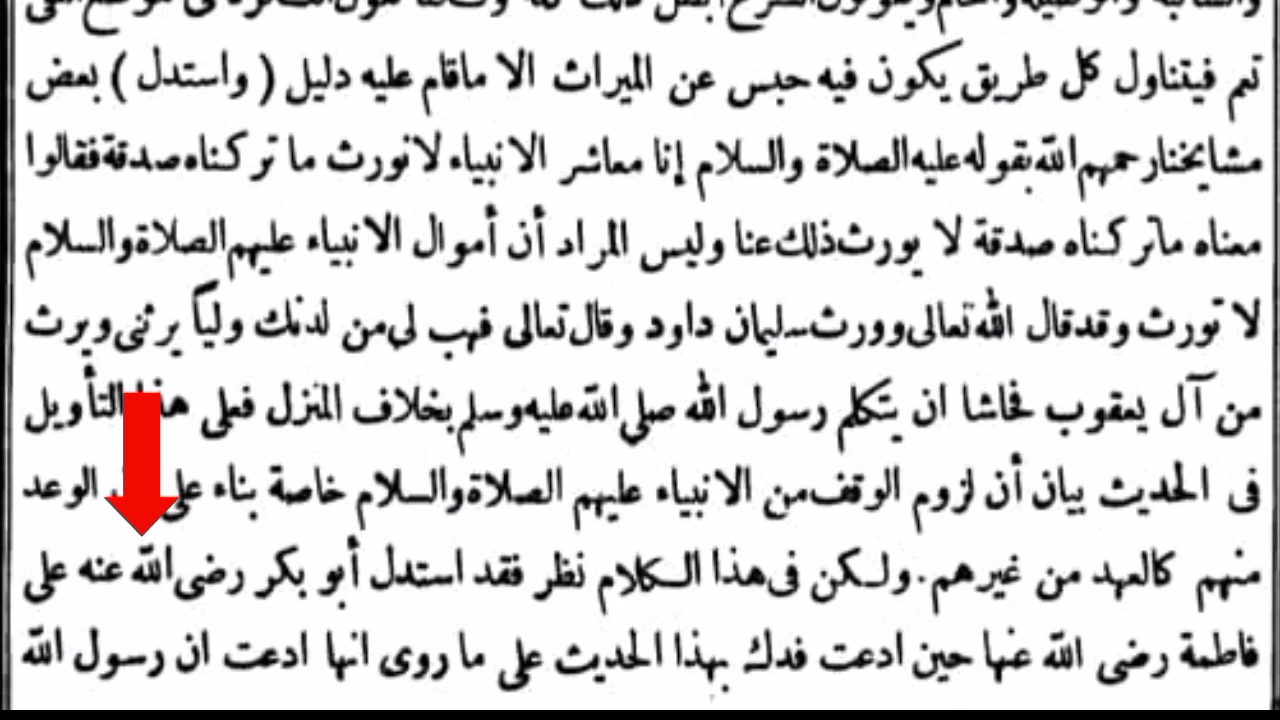 تم فيتناول كل طريق يكون فيه حبس عن الميراث الا ماقام عليه دليل ( واستدل ) بعض
مشايخنا رحمهم الله بقوله عليه الصلاة والسلام إنا معاشر الانبياء لا نورث ما تركناه صدقة فقالوا
معناه ما تركناه صدقة لا يورث ذلك عنا وليس المراد أن أموال الانبياء عليهم الصلاة والسلام
لا تورث وقد قال الله تعالى وورث سليمان داود وقال تعالى فهب لى من لدنك ولياً يرثنى ويرث
من آل يعقوب فحاشا ان يتكلم رسول الله صلى الله عليه وسلم بخلاف المنزل فعلى هذا التأويل
فى الحديث بيان أن لزوم الوقف من الانبياء عليهم الصلاة والسلام خاصة بناء على الوعد
منهم كالعهد من غيرهم. ولكن فى هذا الكلام نظر فقد استدل أبو بكر رضى الله عنه على
فاطمة رضى الله عنها حين ادعت فدك بهذا الحديث على ما روى انها ادعت ان رسول الله